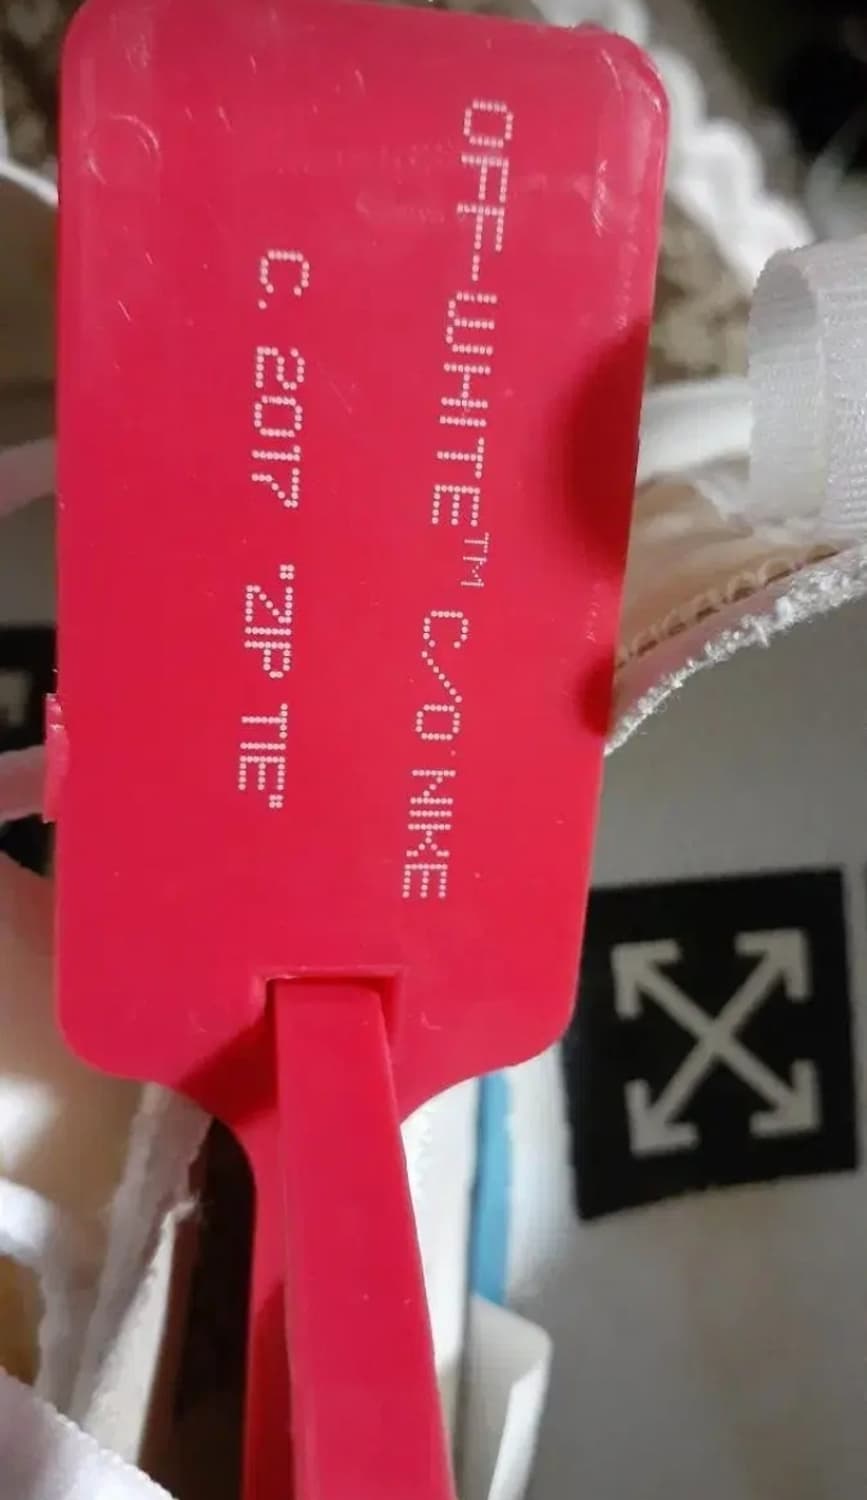 OFF-WHITE™ C/O NIKE
C. 2017 "ZIP TIE"